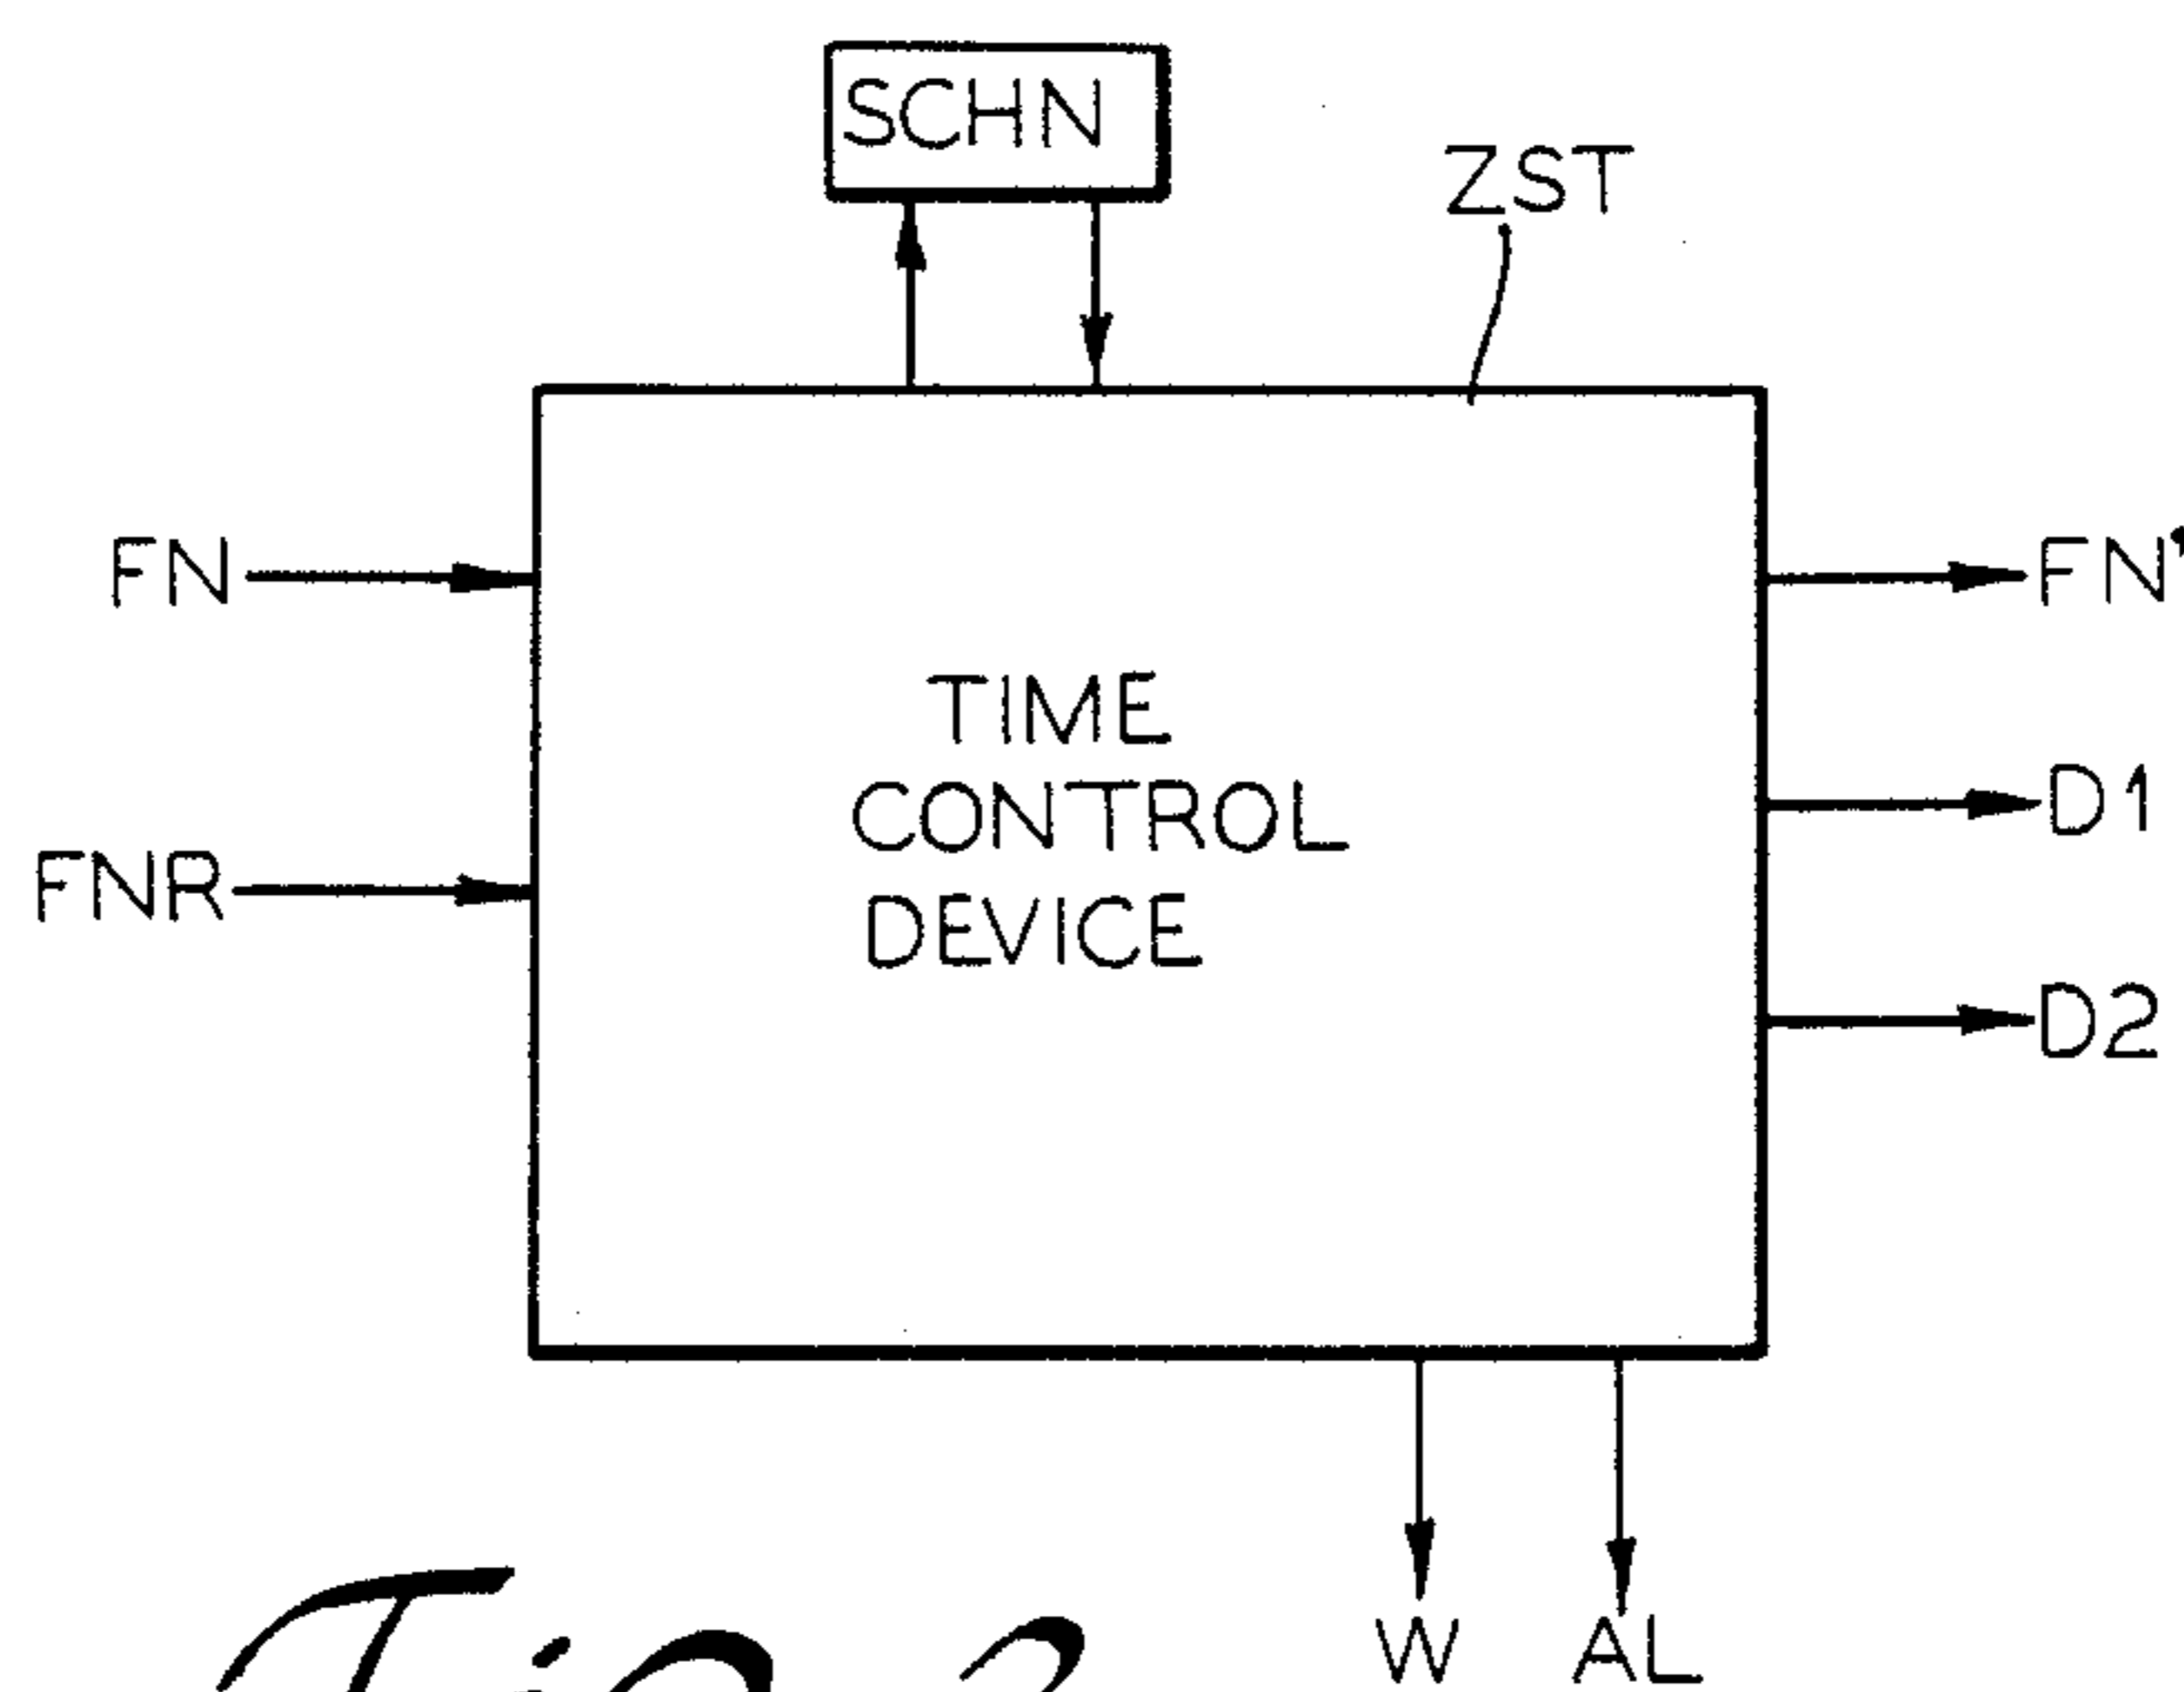 SCHN
ZST
FN
FN'
TIME
CONTROL
DEVICE
D1
FNR
D2
W
AL